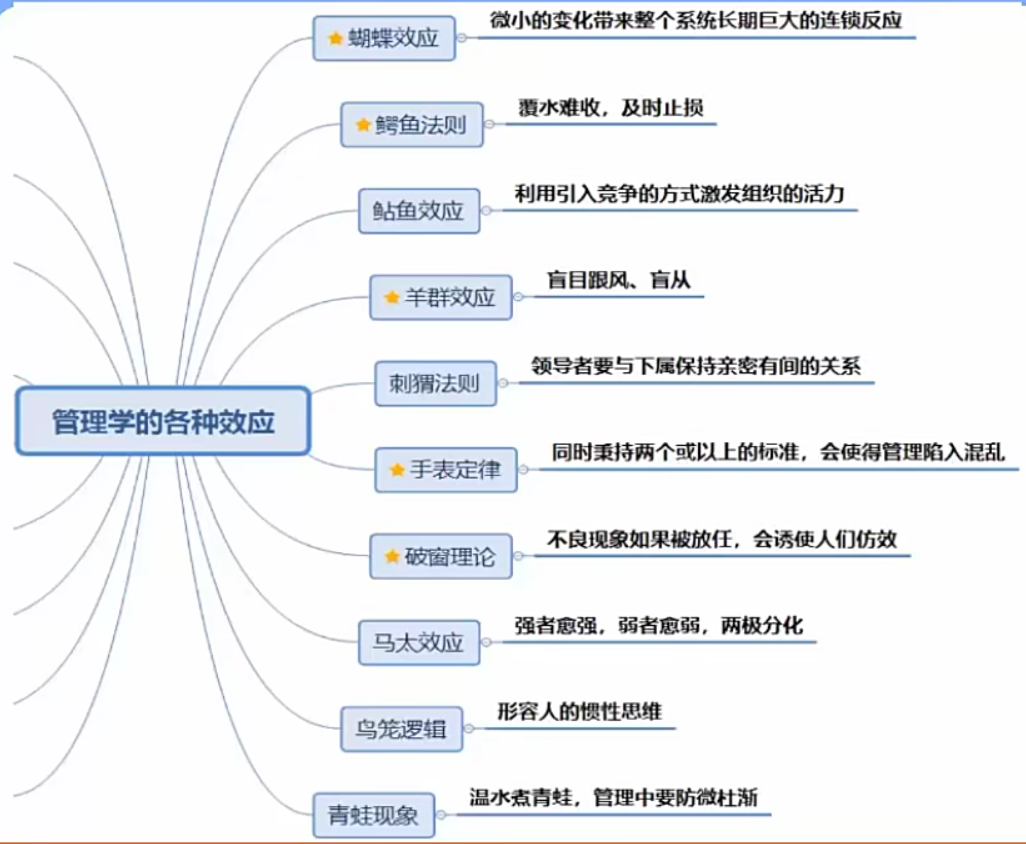 蝴蝶效应
微小的变化带来整个系统长期巨大的连锁反应
鳄鱼法则
覆水难收，及时止损
鲇鱼效应
利用引入竞争的方式激发组织的活力
羊群效应
盲目跟风、盲从
刺猬法则
领导者要与下属保持亲密有间的关系
管理学的各种效应
手表定律
同时秉持两个或以上的标准，会使得管理陷入混乱
破窗理论
不良现象如果被放任，会诱使人们仿效
马太效应
强者愈强，弱者愈弱，两极分化
鸟笼逻辑
形容人的惯性思维
青蛙现象
温水煮青蛙，管理中要防微杜渐